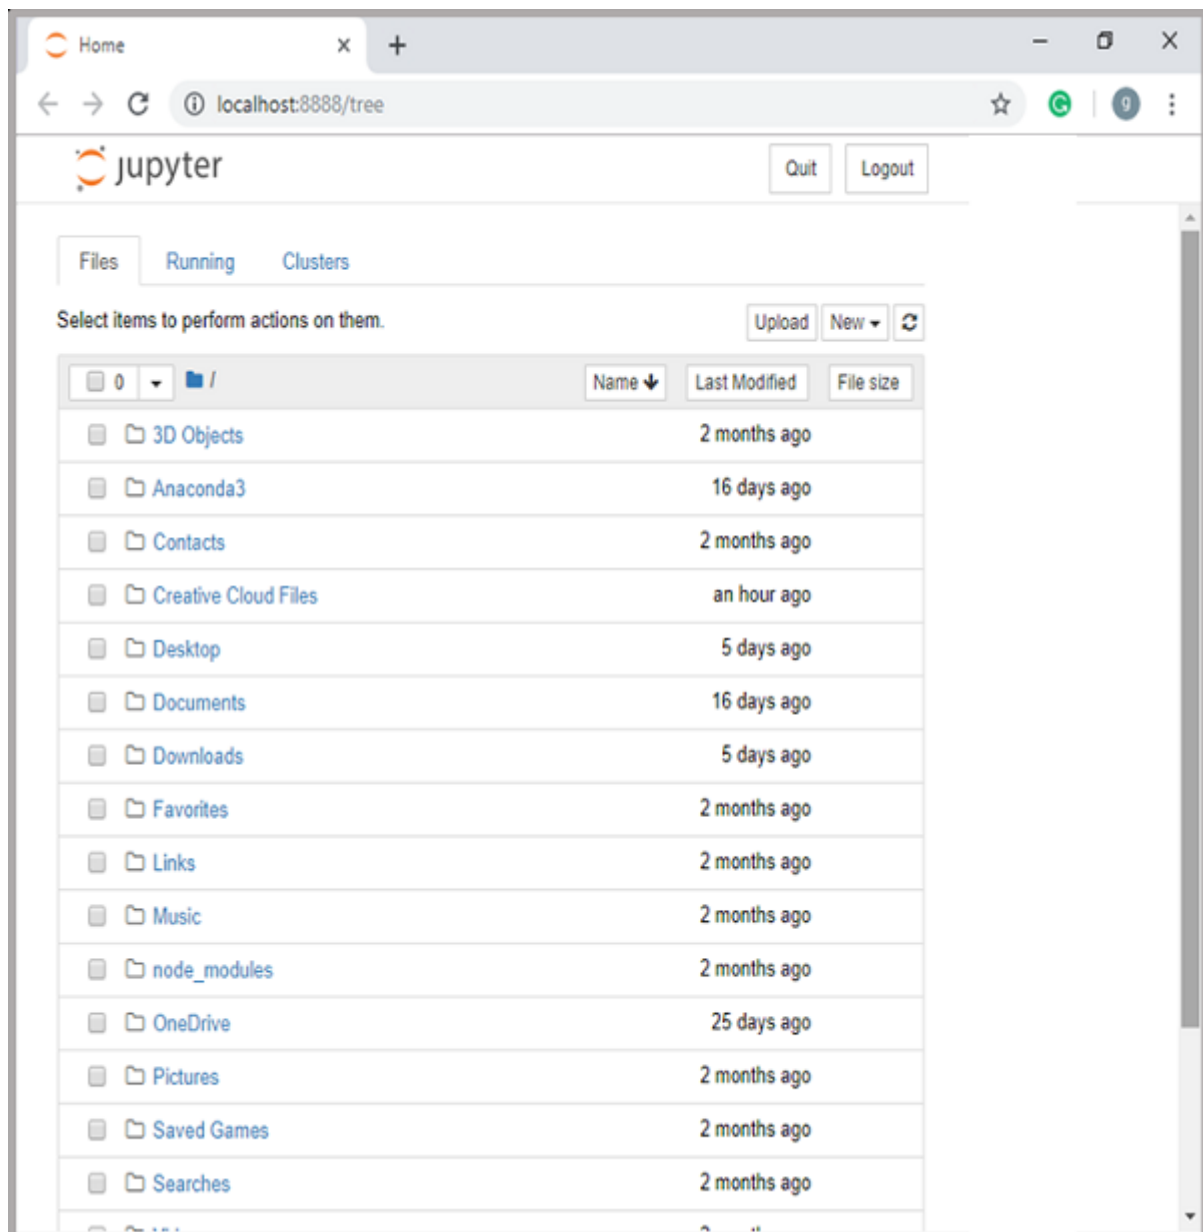 Home
localhost:8888/tree
g
jupyter
Quit Logout
Files Running Clusters
Select items to perform actions on them.
Upload New
0 / Name Last Modified File size
3D Objects 2 months ago
Anaconda3 16 days ago
Contacts 2 months ago
Creative Cloud Files an hour ago
Desktop 5 days ago
Documents 16 days ago
Downloads 5 days ago
Favorites 2 months ago
Links 2 months ago
Music 2 months ago
node_modules 2 months ago
OneDrive 25 days ago
Pictures 2 months ago
Saved Games 2 months ago
Searches 2 months ago